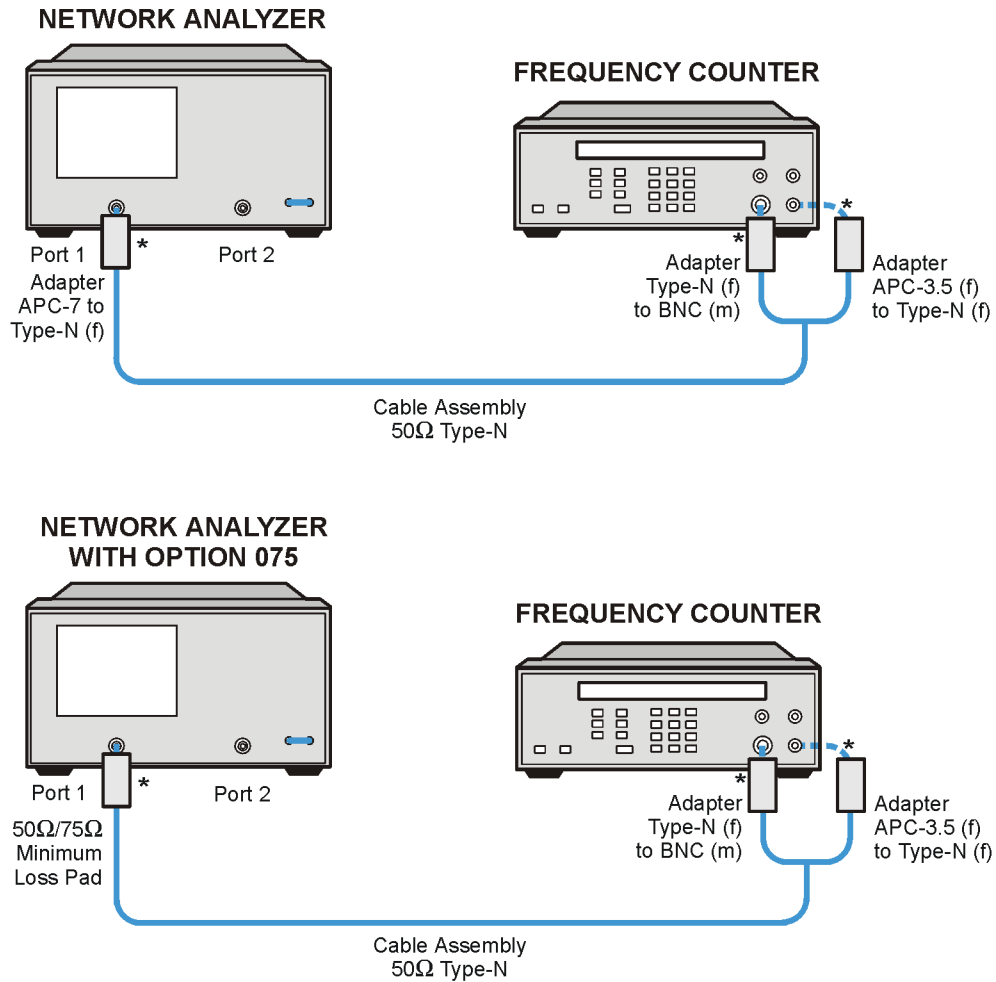 NETWORK ANALYZER
FREQUENCY COUNTER
*
*
*
Port 1
Port 2
Adapter
APC-7 to
Type-N (f)
Adapter
Type-N (f)
to BNC (m)
Adapter
APC-3.5 (f)
to Type-N (f)
Cable Assembly
50Ω Type-N
NETWORK ANALYZER
WITH OPTION 075
FREQUENCY COUNTER
*
*
*
Port 1
Port 2
50Ω/75Ω
Minimum
Loss Pad
Adapter
Type-N (f)
to BNC (m)
Adapter
APC-3.5 (f)
to Type-N (f)
Cable Assembly
50Ω Type-N